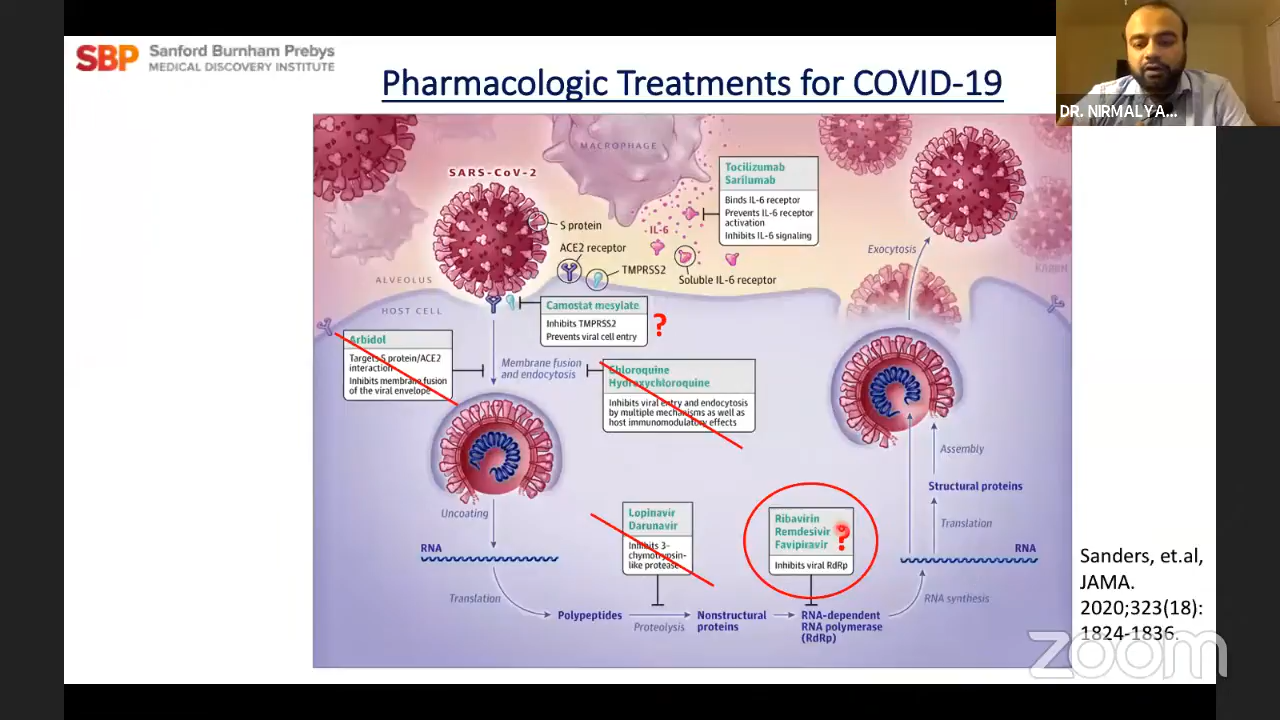 SBP Sanford Burnham Prebys
MEDICAL DISCOVERY INSTITUTE
Pharmacologic Treatments for COVID-19
DR. NIRMALYA...
MACROPHAGE
SARS-CoV-2
Tocilizumab
Sarilumab
Binds IL-6 receptor
Prevents IL-6 receptor
activation
Inhibits IL-6 signaling
S protein
IL-6
ACE2 receptor
TMPRSS2
Soluble IL-6 receptor
Exocytosis
ALVEOLUS
HOST CELL
Camostat mesylate
Inhibits TMPRSS2
Prevents viral cell entry
?
Arbidol
Targets S protein/ACE2
interaction
Inhibits membrane fusion
of the viral envelope
Membrane fusion
and endocytosis
Chloroquine
Hydroxychloroquine
Inhibits viral entry and endocytosis
by multiple mechanisms as well as
host immunomodulatory effects
Assembly
Structural proteins
Translation
Uncoating
Lopinavir
Darunavir
Inhibits 3-
chymotrypsin-
like protease
Ribavirin
Remdesivir
Favipiravir
?
Inhibits viral RdRp
RNA
RNA
Translation
Polypeptides
Proteolysis
Nonstructural
proteins
RNA-dependent
RNA polymerase
(RdRp)
RNA synthesis
Sanders, et.al,
JAMA.
2020;323(18):
1824-1836.
zoom